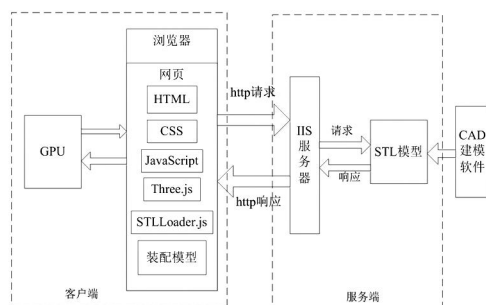 浏览器
网页
HTML
CSS
JavaScript
Three.js
STLLoader.js
装配模型
GPU
http请求
http响应
IIS
服
务
器
请求
响应
STL模型
CAD
建模
软件
客户端
服务端